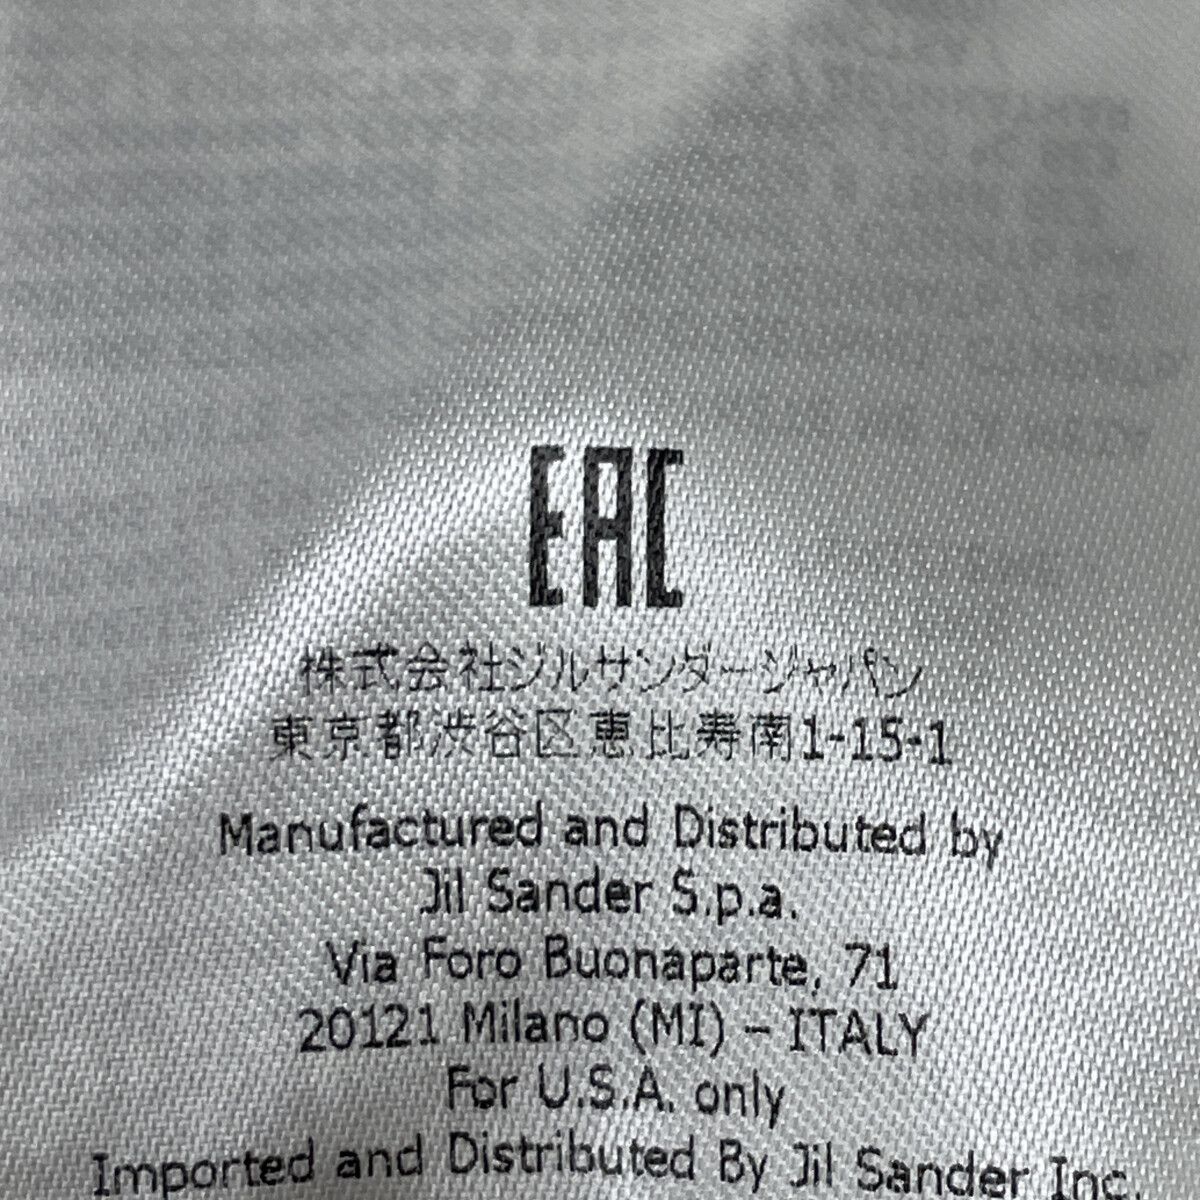 EAC
株式会社ジルサンダージャパン
東京都渋谷区恵比寿南1-15-1
Manufactured and Distributed by
Jil Sander S.p.a.
Via Foro Buonaparte, 71
20121 Milano (MI) – ITALY
For U.S.A. only
Imported and Distributed By Jil Sander Inc.